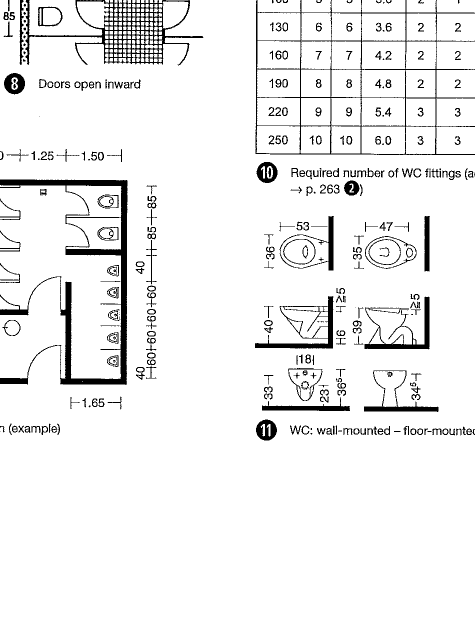 85
8 Doors open inward
130 6 6 3.6 2 2
160 7 7 4.2 2 2
190 8 8 4.8 2 2
220 9 9 5.4 3 3
250 10 10 6.0 3 3
10 Required number of WC fittings (a
→ p. 263 2)
1.25 1.50
85
85
40
60
60
60
60
40
1.65
n (example)
53 47
36 35
≥5 ≥5
40 6 39
18
33 23 36⁵ 34⁵
11 WC: wall-mounted – floor-mounted